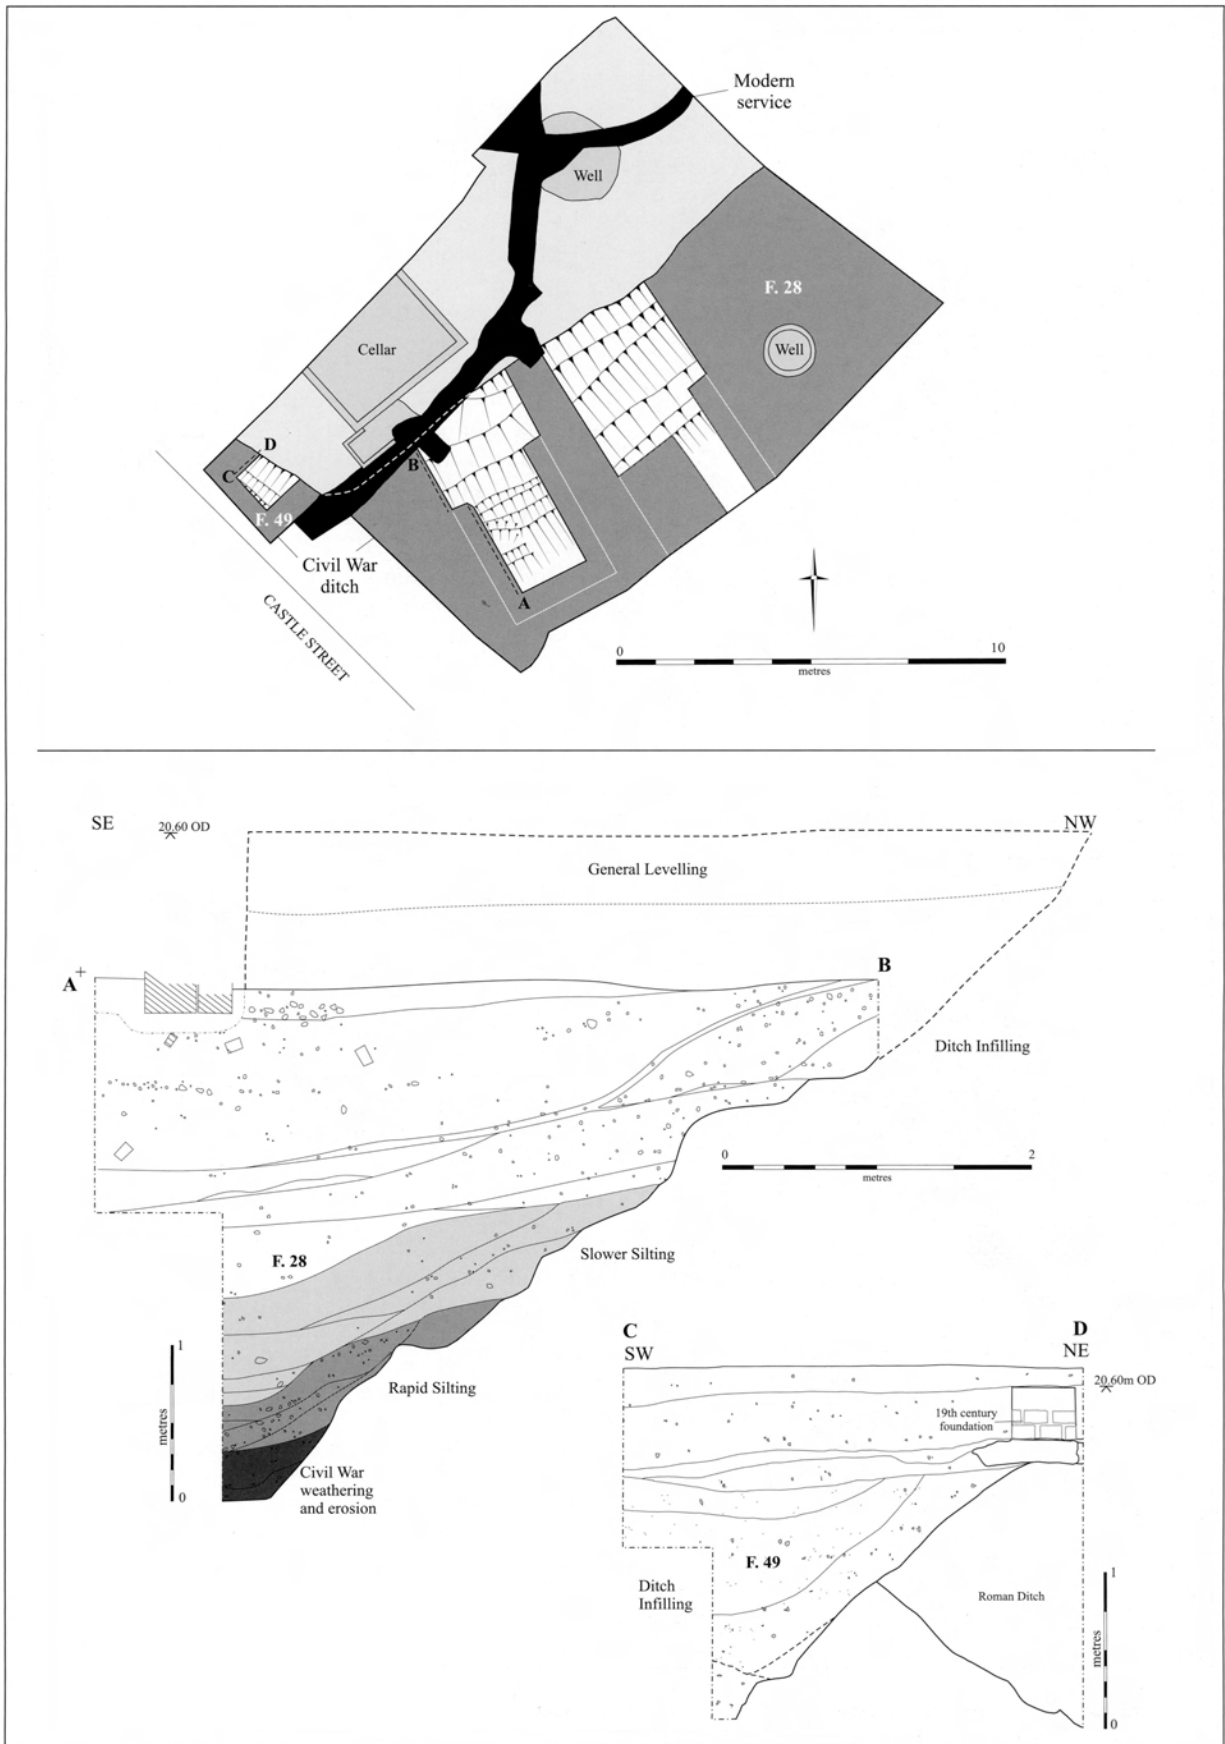 Modern
service
Well
F. 28
Well
Cellar
D
C
B
F. 49
Civil War
ditch
A
CASTLE STREET
0 10
metres
SE 20.60 OD NW
General Levelling
A B
Ditch Infilling
0 2
metres
F. 28
Slower Silting
C D
SW NE
20.60m OD
1
metres
0
Rapid Silting
19th century
foundation
Civil War
weathering
and erosion
F. 49
Ditch
Infilling
Roman Ditch
1
metres
0